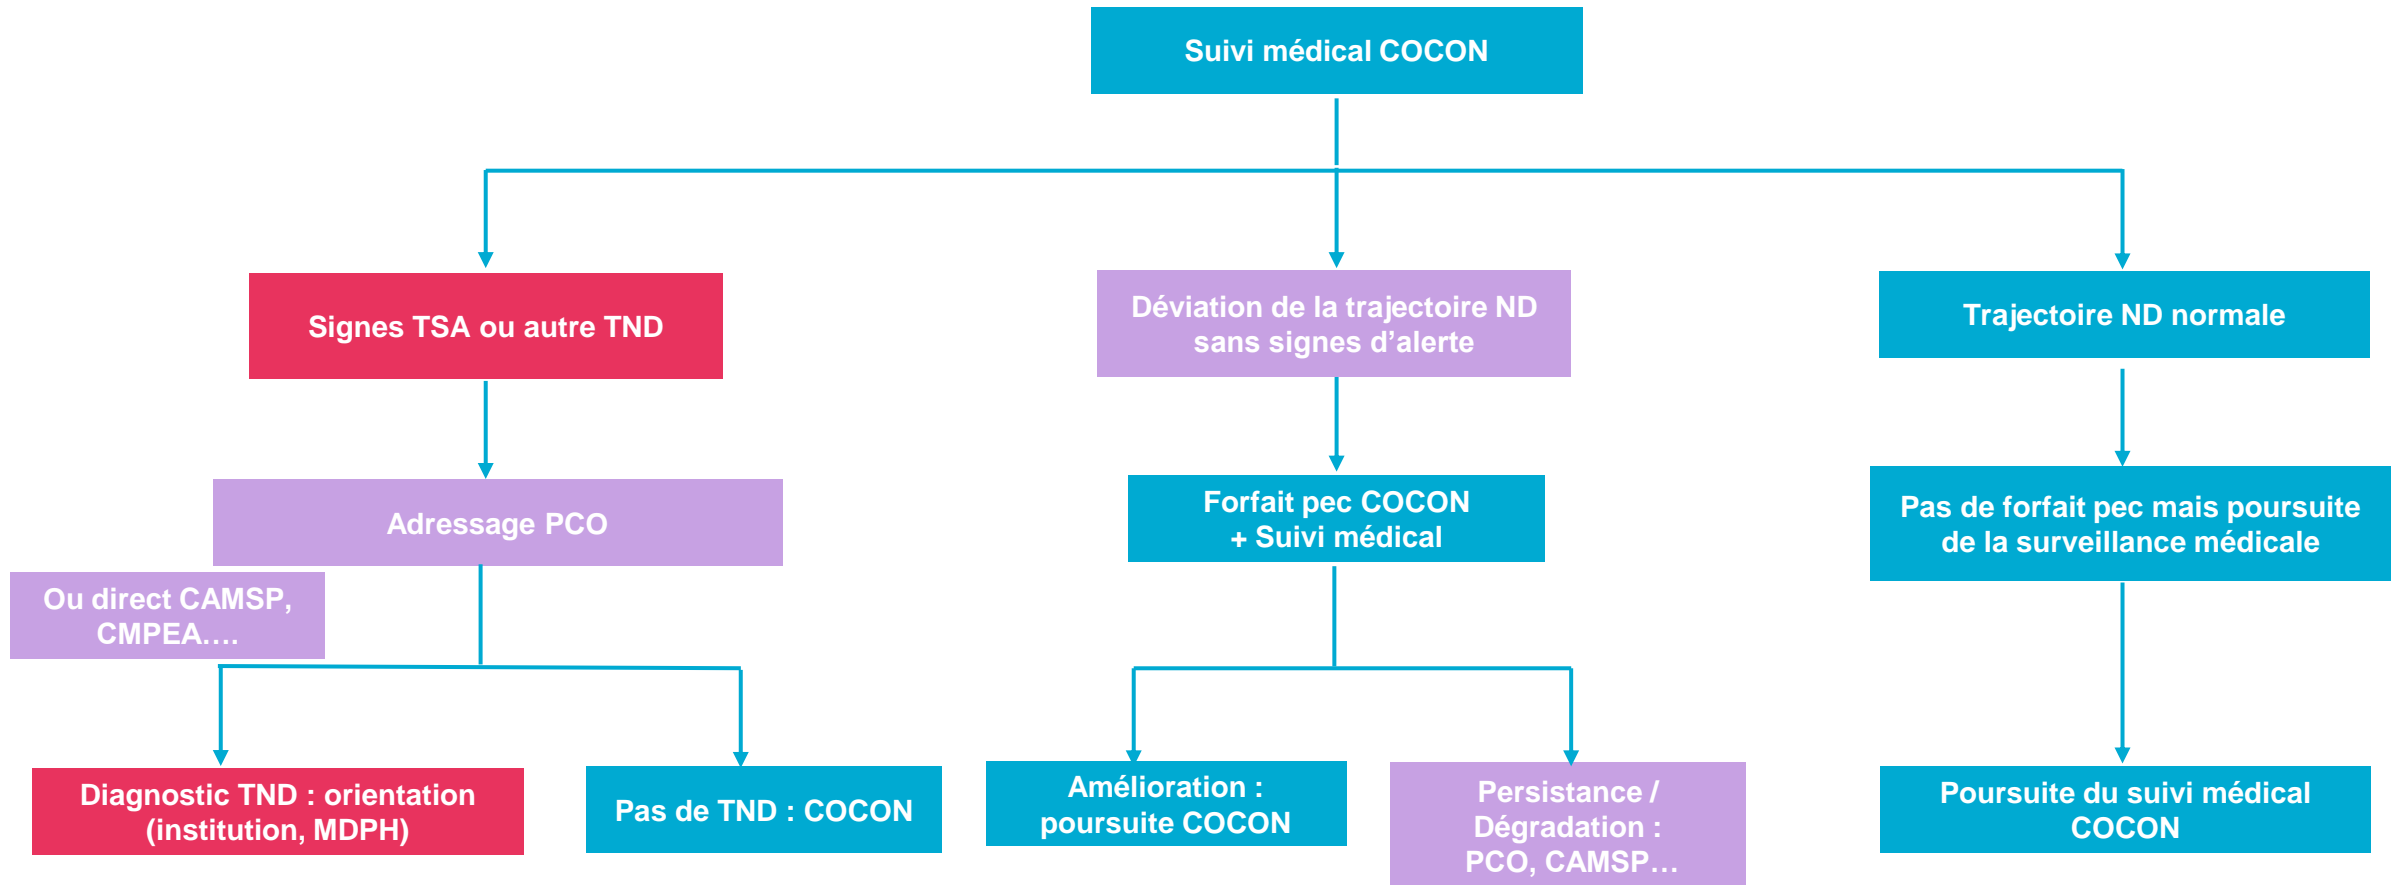 Suivi médical COCON
Signes TSA ou autre TND
Déviation de la trajectoire ND
sans signes d’alerte
Trajectoire ND normale
Adressage PCO
Ou direct CAMSP,
CMPEA….
Forfait pec COCON
+ Suivi médical
Pas de forfait pec mais poursuite
de la surveillance médicale
Diagnostic TND : orientation
(institution, MDPH)
Pas de TND : COCON
Amélioration :
poursuite COCON
Persistance /
Dégradation :
PCO, CAMSP…
Poursuite du suivi médical
COCON